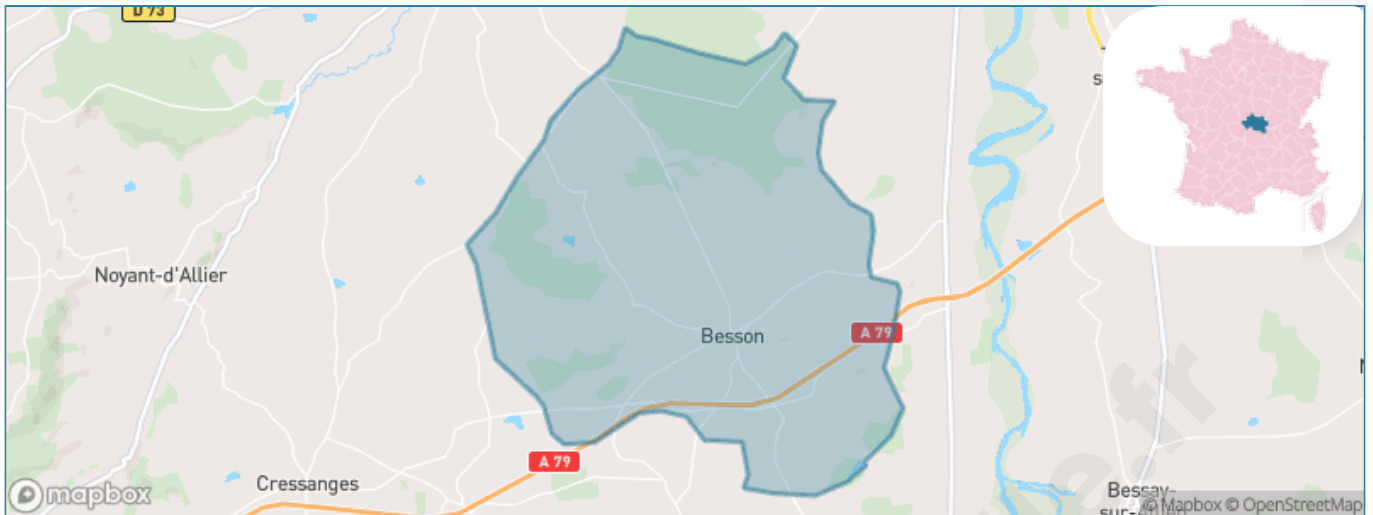 D 73
Noyant-d'Allier
Besson
A 79
A 79
Cressanges
Bessay-
mapbox
© Mapbox © OpenStreetMap